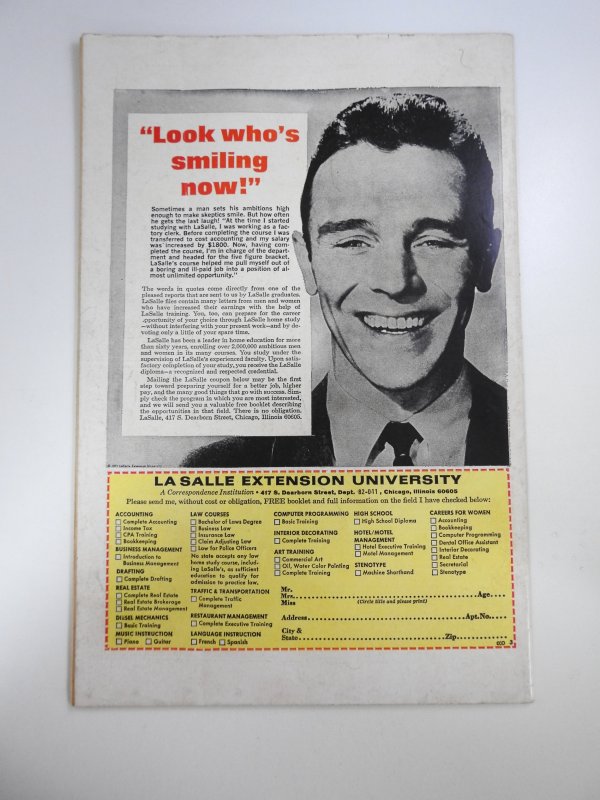 “Look who’s
smiling
now!”
Sometimes a man sets his ambitions high
enough to make skeptics smile. But how often
he gets the last laugh! “At the time I started
studying with LaSalle, I was working as a fac-
tory clerk. Before completing the course I was
transferred to cost accounting and my salary
was increased by $1800. Now, having com-
pleted the course, I'm in charge of the depart-
ment and headed for the five figure bracket.
LaSalle's course helped me pull myself out of
a boring and ill-paid job into a position of al-
most unlimited opportunity.”
The words in quotes come directly from one of the
pleased reports that are sent to us by LaSalle graduates.
LaSalle files contain many letters from men and women
who have increased their earnings with the help of
LaSalle training. You, too, can prepare for the career
opportunity of your choice through LaSalle home study
—without interfering with your present work—and by de-
voting only a little of your spare time.
LaSalle has been a leader in home education for more
than sixty years, enrolling over 2,000,000 ambitious men
and women in its many courses. You study under the
supervision of LaSalle's experienced faculty. Upon satis-
factory completion of your study, you receive the LaSalle
diploma—a recognized and respected credential.
Mailing the LaSalle coupon below may be the first
step toward preparing yourself for a better job, higher
pay, and the many good things that go with success. Sim-
ply check the program in which you are most interested,
and we will send you a valuable free booklet describing
the opportunities in that field. There is no obligation.
LaSalle, 417 S. Dearborn Street, Chicago, Illinois 60605.
LaSalle Extension University
LA SALLE EXTENSION UNIVERSITY
A Correspondence Institution • 417 S. Dearborn Street, Dept. 82-011, Chicago, Illinois 60605
Please send me, without cost or obligation, FREE booklet and full information on the field I have checked below:
ACCOUNTING
Complete Accounting
Income Tax
CPA Training
Bookkeeping
BUSINESS MANAGEMENT
Introduction to
Business Management
DRAFTING
Complete Drafting
REAL ESTATE
Complete Real Estate
Real Estate Brokerage
Real Estate Management
DIESEL MECHANICS
Basic Training
MUSIC INSTRUCTION
Piano Guitar
LAW COURSES
Bachelor of Laws Degree
Business Law
Insurance Law
Claim Adjusting Law
Law for Police Officers
No state accepts any law
home study course, includ-
ing LaSalle's, as sufficient
education to qualify for
admission to practice law.
TRAFFIC & TRANSPORTATION
Complete Traffic
Management
RESTAURANT MANAGEMENT
Complete Executive Training
LANGUAGE INSTRUCTION
French Spanish
COMPUTER PROGRAMMING
Basic Training
INTERIOR DECORATING
Complete Training
ART TRAINING
Commercial Art
Oil, Water Color Painting
Complete Training
HIGH SCHOOL
High School Diploma
HOTEL/MOTEL
MANAGEMENT
Hotel Executive Training
Motel Management
STENOTYPE
Machine Shorthand
CAREERS FOR WOMEN
Accounting
Bookkeeping
Computer Programming
Dental Office Assistant
Interior Decorating
Real Estate
Secretarial
Stenotype
Mr.
Mrs. Age
Miss (Circle title and please print)
Address Apt.No.
City &
State Zip
3